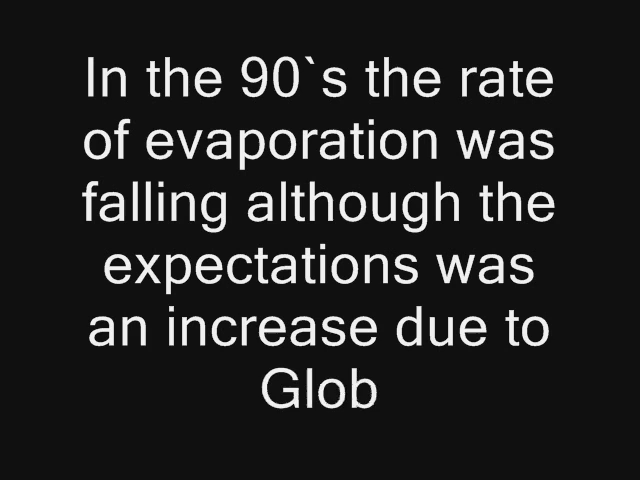 In the 90`s the rate
of evaporation was
falling although the
expectations was
an increase due to
Glob